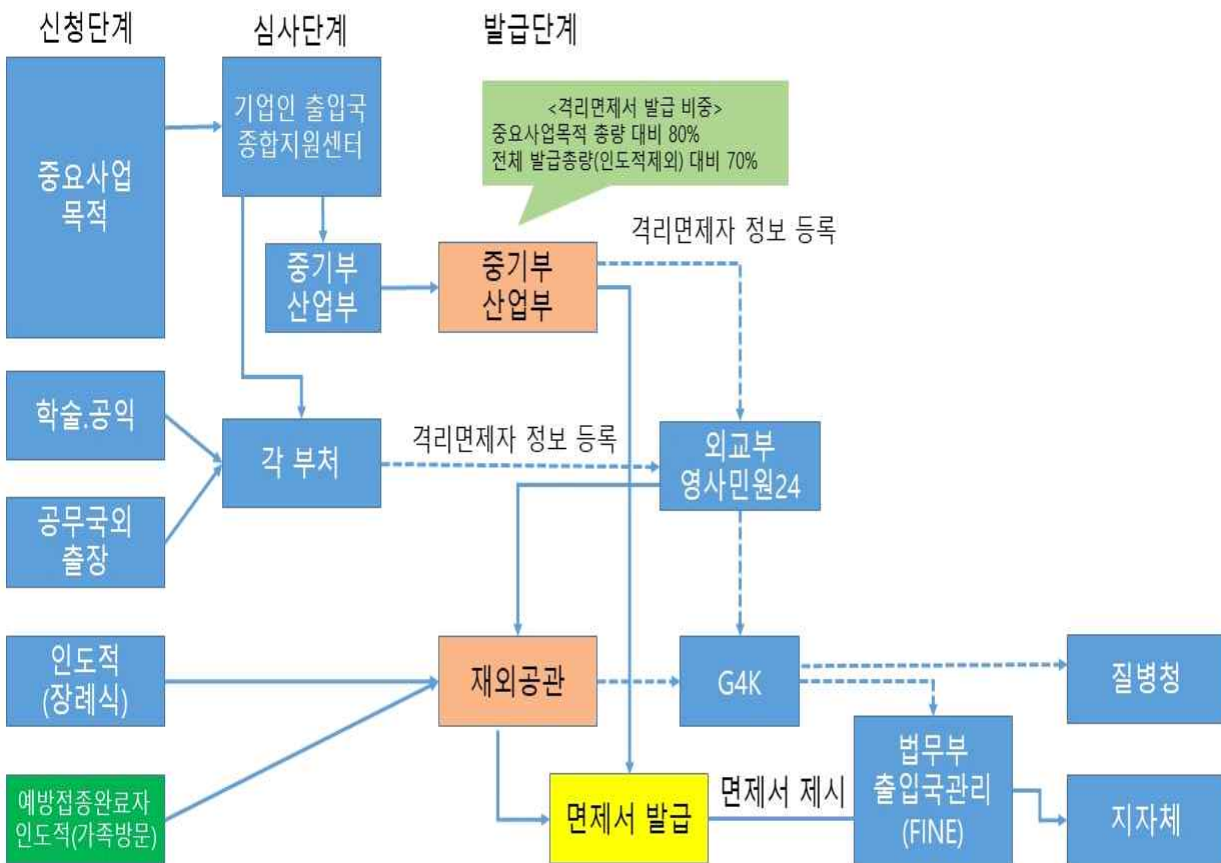 신청단계
심사단계
발급단계
중요사업
목적
기업인 출입국
종합지원센터
<격리면제서 발급 비중>
중요사업목적 총량 대비 80%
전체 발급총량(인도적제외) 대비 70%
중기부
산업부
중기부
산업부
격리면제자 정보 등록
학술.공익
각 부처
격리면제자 정보 등록
외교부
영사민원24
공무국외
출장
인도적
(장례식)
재외공관
G4K
질병청
예방접종완료자
인도적(가족방문)
면제서 발급
면제서 제시
법무부
출입국관리
(FINE)
지자체